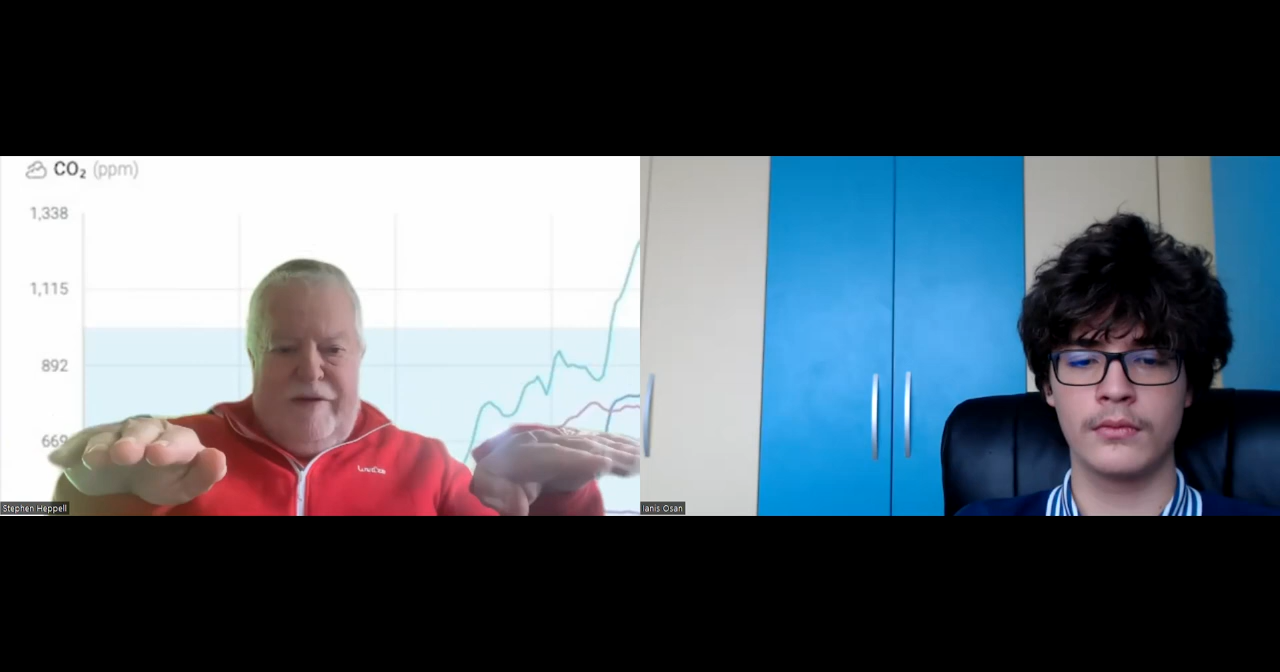 CO₂ (ppm)
1,338
1,115
892
669
Stephen Heppell
Ianis Osan